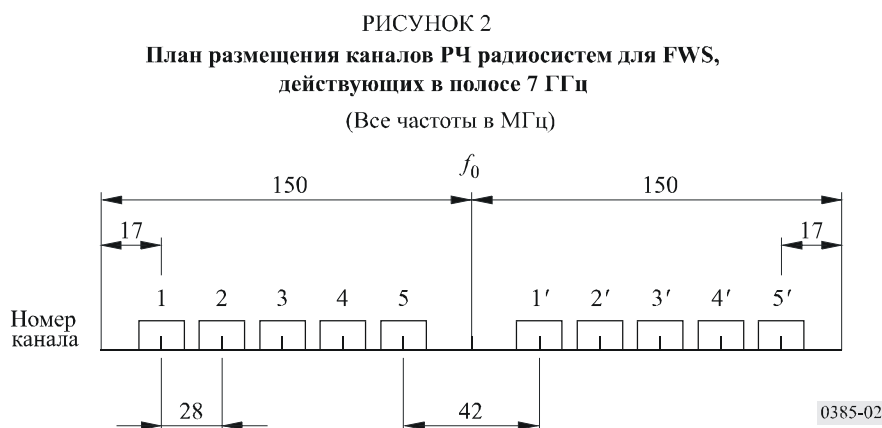 РИСУНОК 2
План размещения каналов РЧ радиосистем для FWS,
действующих в полосе 7 ГГц
(Все частоты в МГц)
f0
150 150
17 17
1 2 3 4 5 1′ 2′ 3′ 4′ 5′
Номер
канала
28 42
0385-02